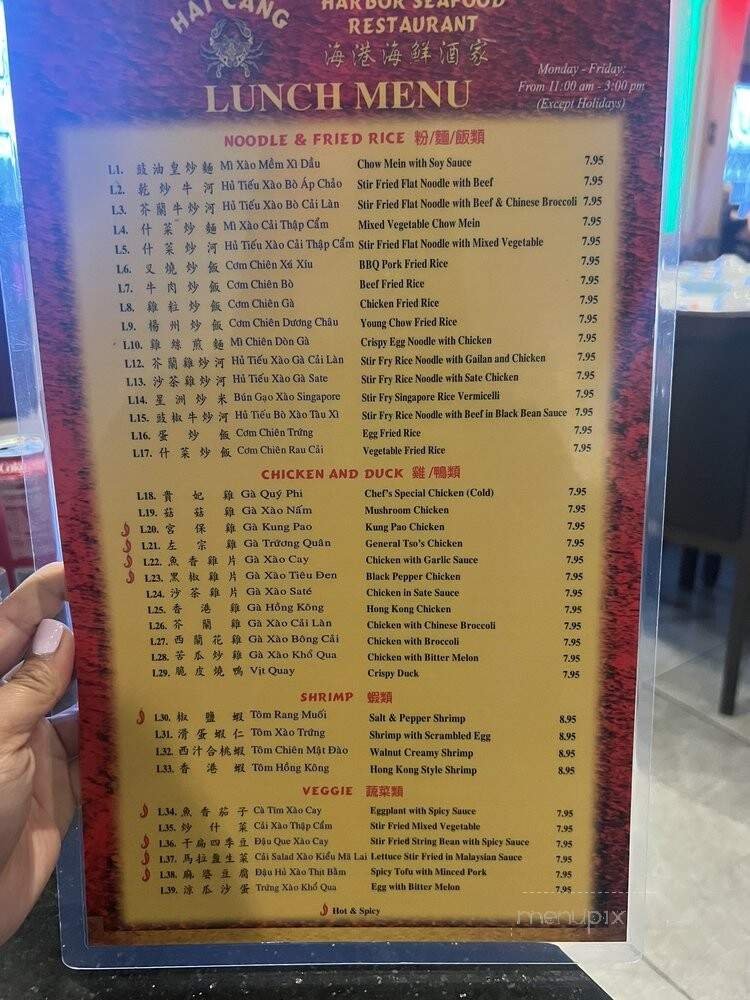 HAI CANG
HARBOR SEAFOOD
RESTAURANT
海港海鮮酒家
LUNCH MENU
Monday - Friday:
From 11:00 am - 3:00 pm
(Except Holidays)
NOODLE & FRIED RICE 粉/麵/飯類
L1. 豉油皇炒麵 Mì Xào Mềm Xì Dầu Chow Mein with Soy Sauce 7.95
L2. 乾炒牛河 Hủ Tiếu Xào Bò Áp Chảo Stir Fried Flat Noodle with Beef 7.95
L3. 芥蘭牛炒河 Hủ Tiếu Xào Bò Cải Làn Stir Fried Flat Noodle with Beef & Chinese Broccoli 7.95
L4. 什菜炒麵 Mì Xào Cải Thập Cẩm Mixed Vegetable Chow Mein 7.95
L5. 什菜炒河 Hủ Tiếu Xào Cải Thập Cẩm Stir Fried Flat Noodle with Mixed Vegetable 7.95
L6. 叉燒炒飯 Cơm Chiên Xá Xíu BBQ Pork Fried Rice 7.95
L7. 牛肉炒飯 Cơm Chiên Bò Beef Fried Rice 7.95
L8. 雞粒炒飯 Cơm Chiên Gà Chicken Fried Rice 7.95
L9. 楊州炒飯 Cơm Chiên Dương Châu Young Chow Fried Rice 7.95
L10. 雞絲煎麵 Mì Chiên Dòn Gà Crispy Egg Noodle with Chicken 7.95
L12. 芥蘭雞炒河 Hủ Tiếu Xào Gà Cải Làn Stir Fry Rice Noodle with Gailan and Chicken 7.95
L13. 沙茶雞炒河 Hủ Tiếu Xào Gà Sate Stir Fry Rice Noodle with Sate Chicken 7.95
L14. 星洲炒米 Bún Gạo Xào Singapore Stir Fry Singapore Rice Vermicelli 7.95
L15. 豉椒牛炒河 Hủ Tiếu Bò Xào Tàu Xì Stir Fry Rice Noodle with Beef in Black Bean Sauce 7.95
L16. 蛋炒飯 Cơm Chiên Trứng Egg Fried Rice 7.95
L17. 什菜炒飯 Cơm Chiên Rau Cải Vegetable Fried Rice 7.95
CHICKEN AND DUCK 雞/鴨類
L18. 貴妃雞 Gà Quý Phi Chef's Special Chicken (Cold) 7.95
L19. 菇菇雞 Gà Xào Nấm Mushroom Chicken 7.95
L20. 宮保雞 Gà Kung Pao Kung Pao Chicken 7.95
L21. 左宗雞 Gà Trương Quân General Tso's Chicken 7.95
L22. 魚香雞片 Gà Xào Cay Chicken with Garlic Sauce 7.95
L23. 黑椒雞片 Gà Xào Tiêu Đen Black Pepper Chicken 7.95
L24. 沙茶雞片 Gà Xào Saté Chicken in Sate Sauce 7.95
L25. 香港雞 Gà Hồng Kông Hong Kong Chicken 7.95
L26. 芥蘭雞 Gà Xào Cải Làn Chicken with Chinese Broccoli 7.95
L27. 西蘭花雞 Gà Xào Bông Cải Chicken with Broccoli 7.95
L28. 苦瓜炒雞 Gà Xào Khổ Qua Chicken with Bitter Melon 7.95
L29. 脆皮燒鴨 Vịt Quay Crispy Duck 7.95
SHRIMP 蝦類
L30. 椒鹽蝦 Tôm Rang Muối Salt & Pepper Shrimp 8.95
L31. 滑蛋蝦仁 Tôm Xào Trứng Shrimp with Scrambled Egg 8.95
L32. 西汁合桃蝦 Tôm Chiên Mật Đào Walnut Creamy Shrimp 8.95
L33. 香港蝦 Tôm Hồng Kông Hong Kong Style Shrimp 8.95
VEGGIE 蔬菜類
L34. 魚香茄子 Cà Tím Xào Cay Eggplant with Spicy Sauce 7.95
L35. 炒什菜 Cải Xào Thập Cẩm Stir Fried Mixed Vegetable 7.95
L36. 干扁四季豆 Đậu Que Xào Cay Stir Fried String Bean with Spicy Sauce 7.95
L37. 馬拉盞生菜 Cải Salad Xào Kiểu Mã Lai Lettuce Stir Fried in Malaysian Sauce 7.95
L38. 麻婆豆腐 Đậu Hủ Xào Thịt Bằm Spicy Tofu with Minced Pork 7.95
L39. 涼瓜沙蛋 Trứng Xào Khổ Qua Egg with Bitter Melon 7.95
Hot & Spicy
menupix
Coke